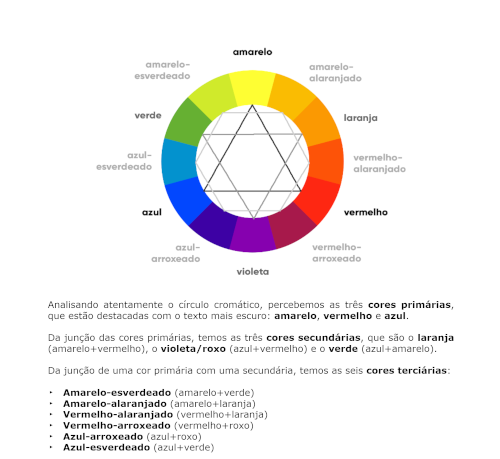 amarelo
amarelo-
esverdeado
amarelo-
alaranjado
verde
laranja
azul-
esverdeado
vermelho-
alaranjado
azul
vermelho
azul-
arroxeado
vermelho-
arroxeado
violeta
Analisando atentamente o círculo cromático, percebemos as três cores primárias,
que estão destacadas com o texto mais escuro: amarelo, vermelho e azul.
Da junção das cores primárias, temos as três cores secundárias, que são o laranja
(amarelo+vermelho), o violeta/roxo (azul+vermelho) e o verde (azul+amarelo).
Da junção de uma cor primária com uma secundária, temos as seis cores terciárias:
• Amarelo-esverdeado (amarelo+verde)
• Amarelo-alaranjado (amarelo+laranja)
• Vermelho-alaranjado (vermelho+laranja)
• Vermelho-arroxeado (vermelho+roxo)
• Azul-arroxeado (azul+roxo)
• Azul-esverdeado (azul+verde)